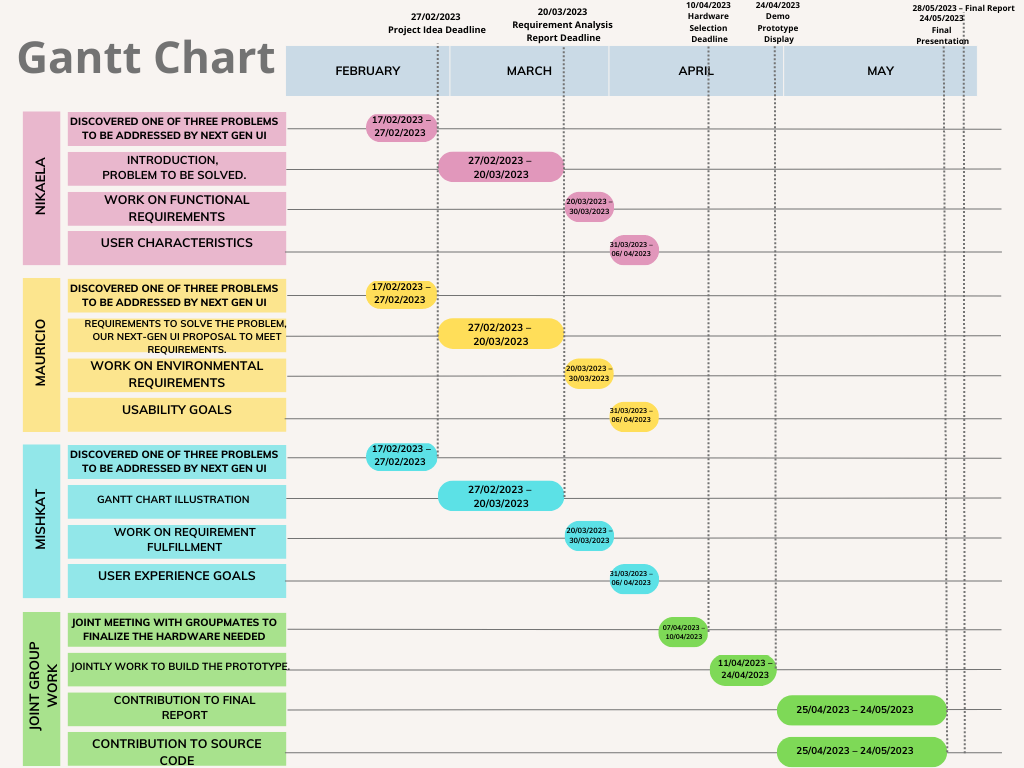 27/02/2023
Project Idea Deadline
20/03/2023
Requirement Analysis
Report Deadline
10/04/2023
Hardware
Selection
Deadline
24/04/2023
Demo
Prototype
Display
28/05/2023 – Final Report
24/05/2023
Final
Presentation
Gantt Chart
FEBRUARY
MARCH
APRIL
MAY
NIKAELA
DISCOVERED ONE OF THREE PROBLEMS
TO BE ADDRESSED BY NEXT GEN UI
17/02/2023 –
27/02/2023
INTRODUCTION,
PROBLEM TO BE SOLVED.
27/02/2023 –
20/03/2023
WORK ON FUNCTIONAL
REQUIREMENTS
20/03/2023 –
30/03/2023
USER CHARACTERISTICS
31/03/2023 –
06/ 04/2023
MAURICIO
DISCOVERED ONE OF THREE PROBLEMS
TO BE ADDRESSED BY NEXT GEN UI
17/02/2023 –
27/02/2023
REQUIREMENTS TO SOLVE THE PROBLEM,
OUR NEXT-GEN UI PROPOSAL TO MEET
REQUIREMENTS.
27/02/2023 –
20/03/2023
WORK ON ENVIRONMENTAL
REQUIREMENTS
20/03/2023 –
30/03/2023
USABILITY GOALS
31/03/2023 –
06/ 04/2023
MISHKAT
DISCOVERED ONE OF THREE PROBLEMS
TO BE ADDRESSED BY NEXT GEN UI
17/02/2023 –
27/02/2023
GANTT CHART ILLUSTRATION
27/02/2023 –
20/03/2023
WORK ON REQUIREMENT
FULFILLMENT
20/03/2023 –
30/03/2023
USER EXPERIENCE GOALS
31/03/2023 –
06/ 04/2023
JOINT GROUP
WORK
JOINT MEETING WITH GROUPMATES TO
FINALIZE THE HARDWARE NEEDED
07/04/2023 –
10/04/2023
JOINTLY WORK TO BUILD THE PROTOTYPE.
11/04/2023 –
24/04/2023
CONTRIBUTION TO FINAL
REPORT
25/04/2023 – 24/05/2023
CONTRIBUTION TO SOURCE
CODE
25/04/2023 – 24/05/2023